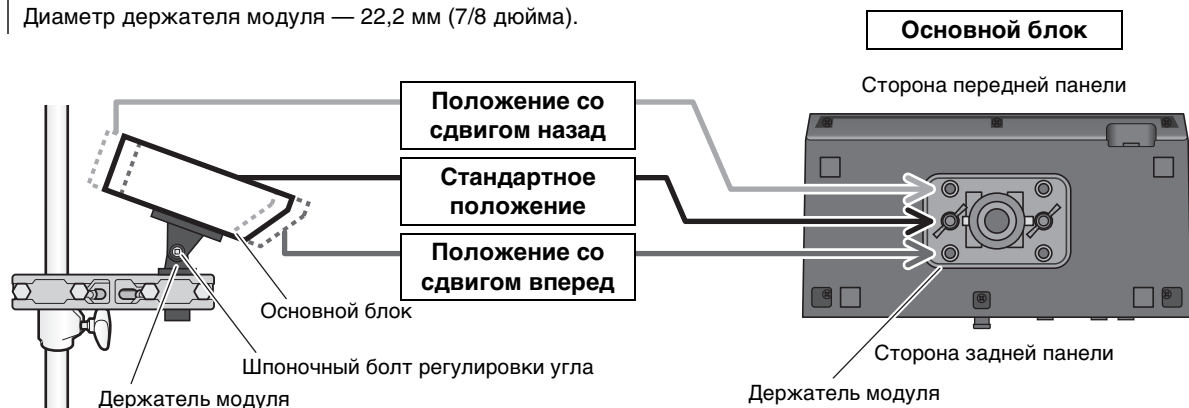 Диаметр держателя модуля — 22,2 мм (7/8 дюйма).
Основной блок
Сторона передней панели
Положение со
сдвигом назад
Стандартное
положение
Положение со
сдвигом вперед
Основной блок
Шпоночный болт регулировки угла
Держатель модуля
Сторона задней панели
Держатель модуля